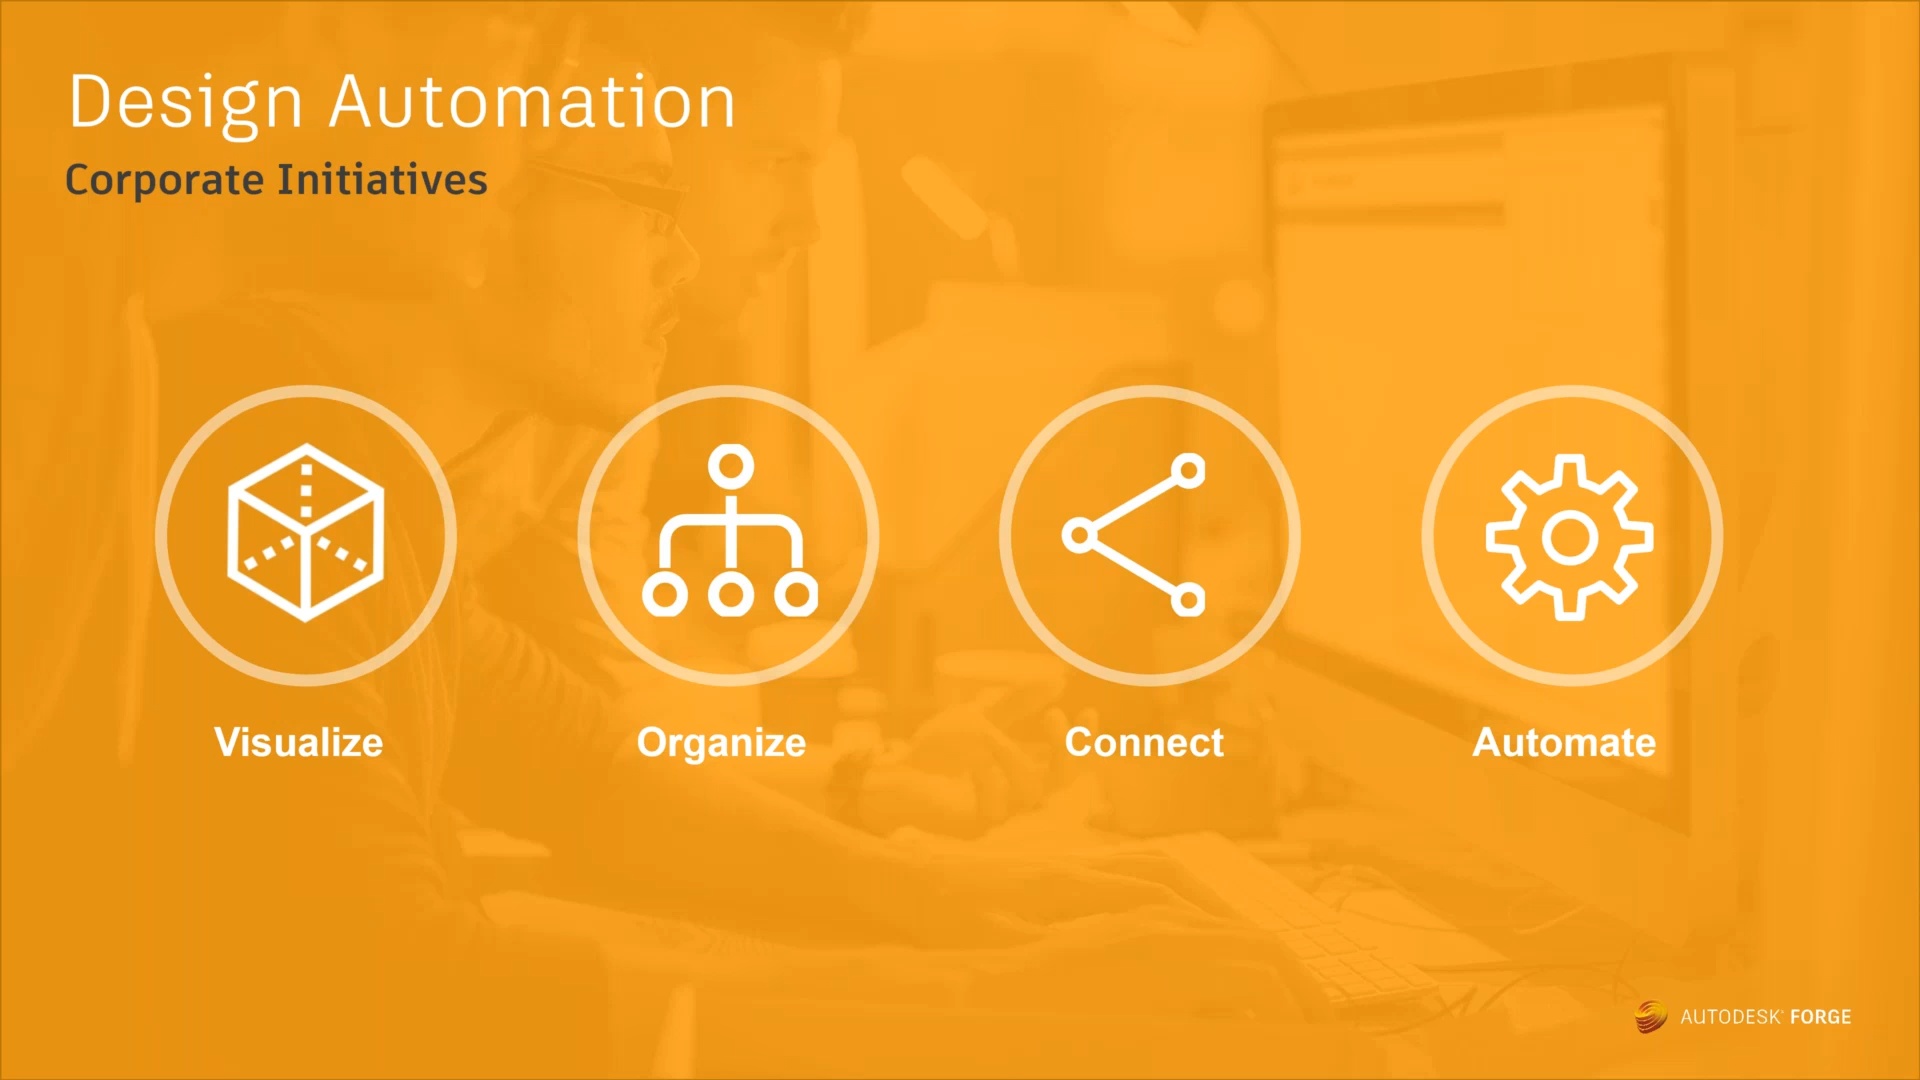 Design Automation
Corporate Initiatives
Visualize
Organize
Connect
Automate
AUTODESK® FORGE